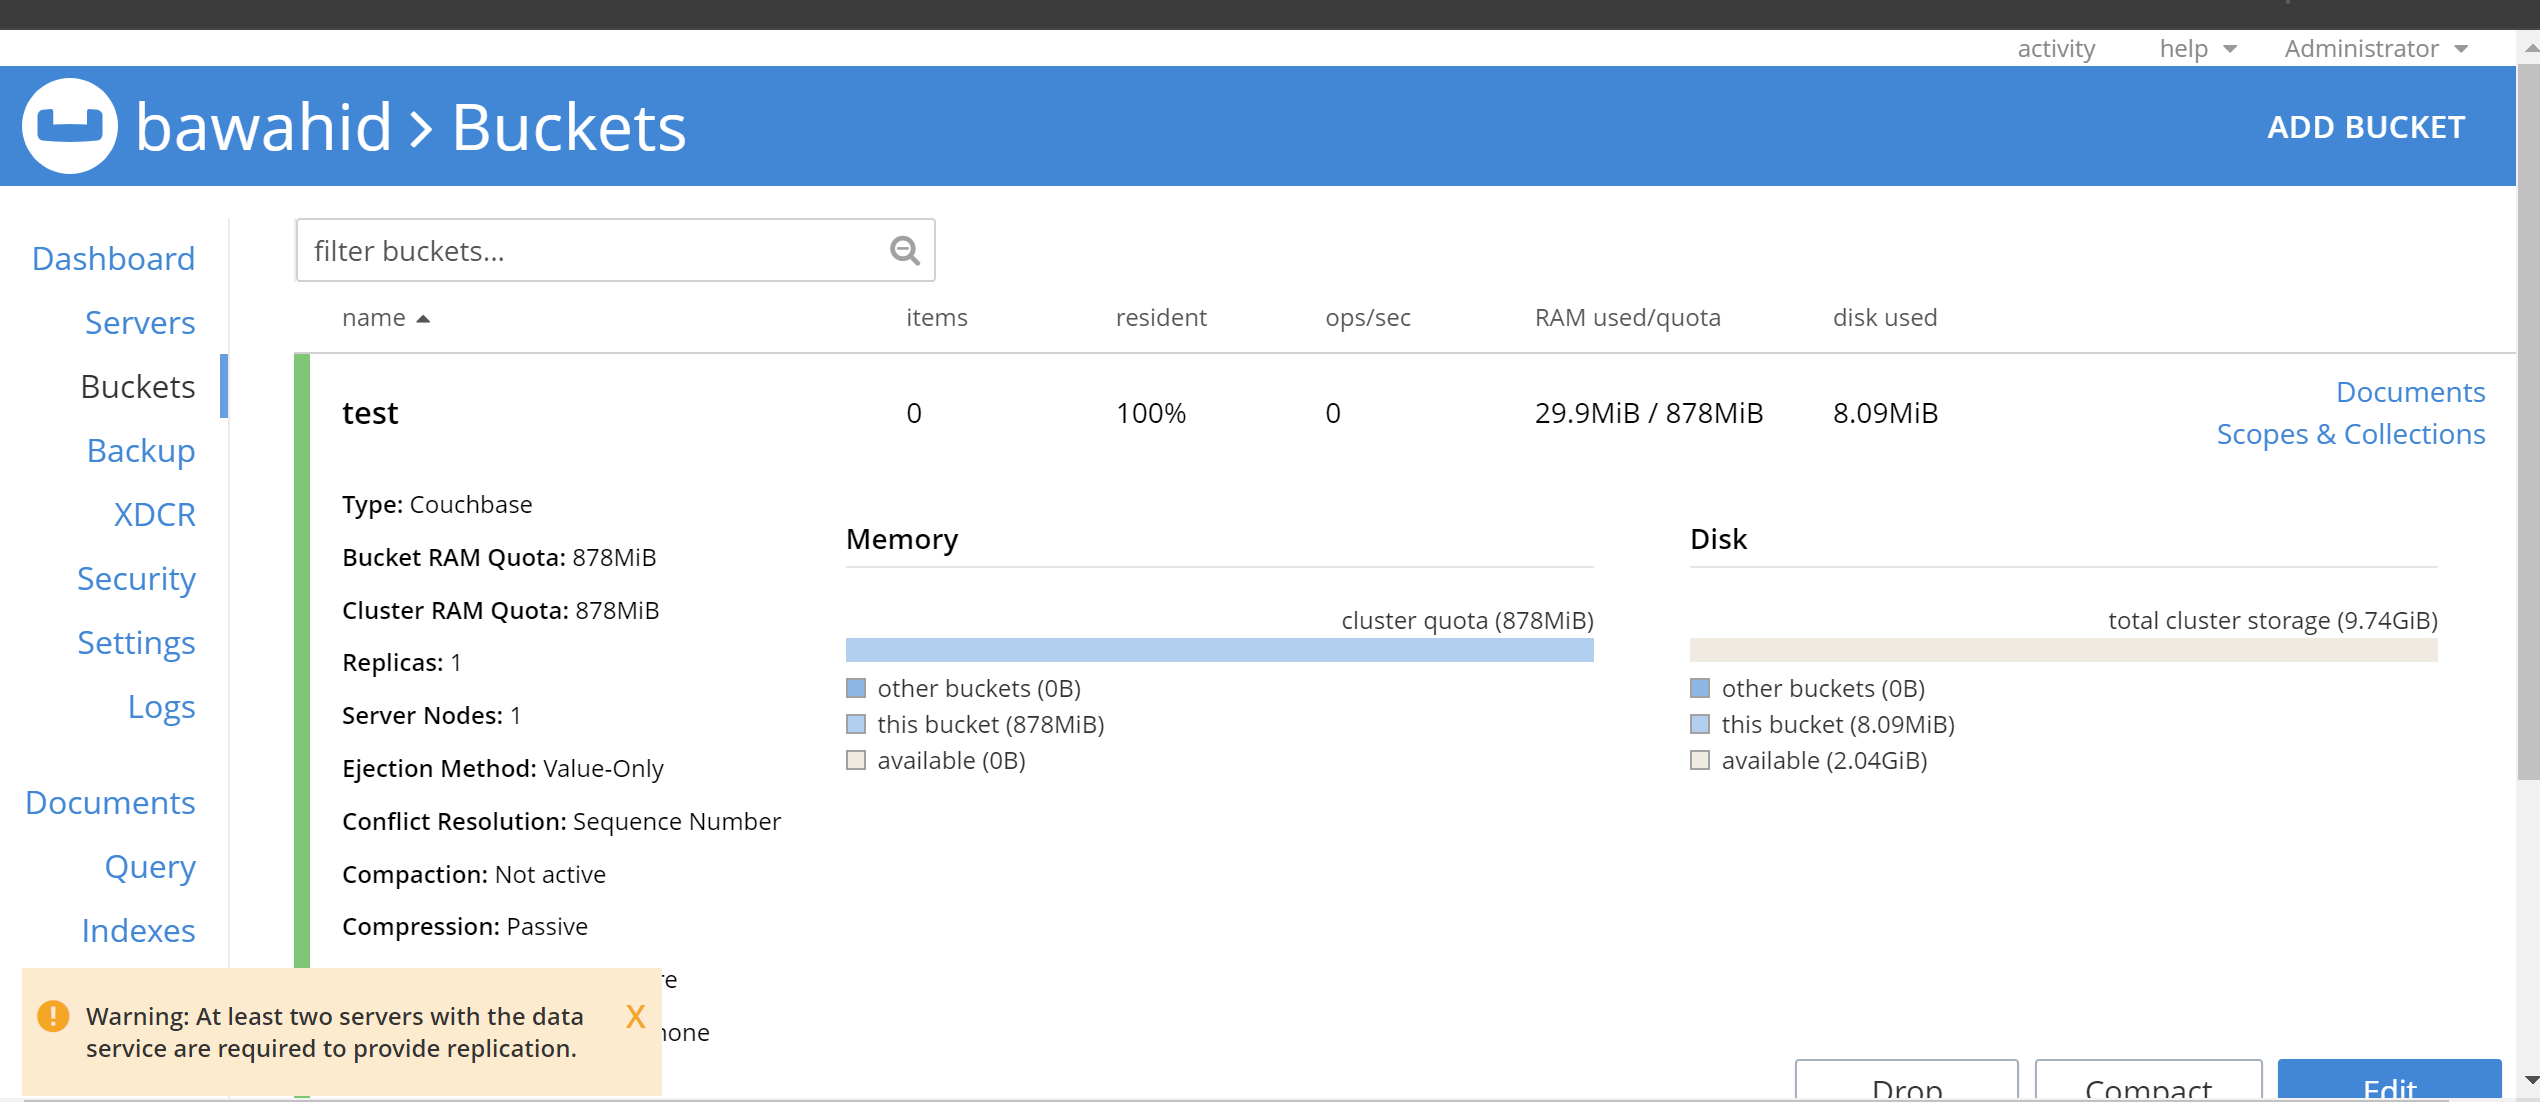 activity help Administrator
bawahid > Buckets
ADD BUCKET
Dashboard
Servers
Buckets
Backup
XDCR
Security
Settings
Logs
Documents
Query
Indexes
filter buckets...
name items resident ops/sec RAM used/quota disk used
test 0 100% 0 29.9MiB / 878MiB 8.09MiB
Documents
Scopes & Collections
Type: Couchbase
Bucket RAM Quota: 878MiB
Cluster RAM Quota: 878MiB
Replicas: 1
Server Nodes: 1
Ejection Method: Value-Only
Conflict Resolution: Sequence Number
Compaction: Not active
Compression: Passive
Memory
cluster quota (878MiB)
other buckets (0B)
this bucket (878MiB)
available (0B)
Disk
total cluster storage (9.74GiB)
other buckets (0B)
this bucket (8.09MiB)
available (2.04GiB)
Warning: At least two servers with the data
service are required to provide replication.
X
Drop Compact Edit